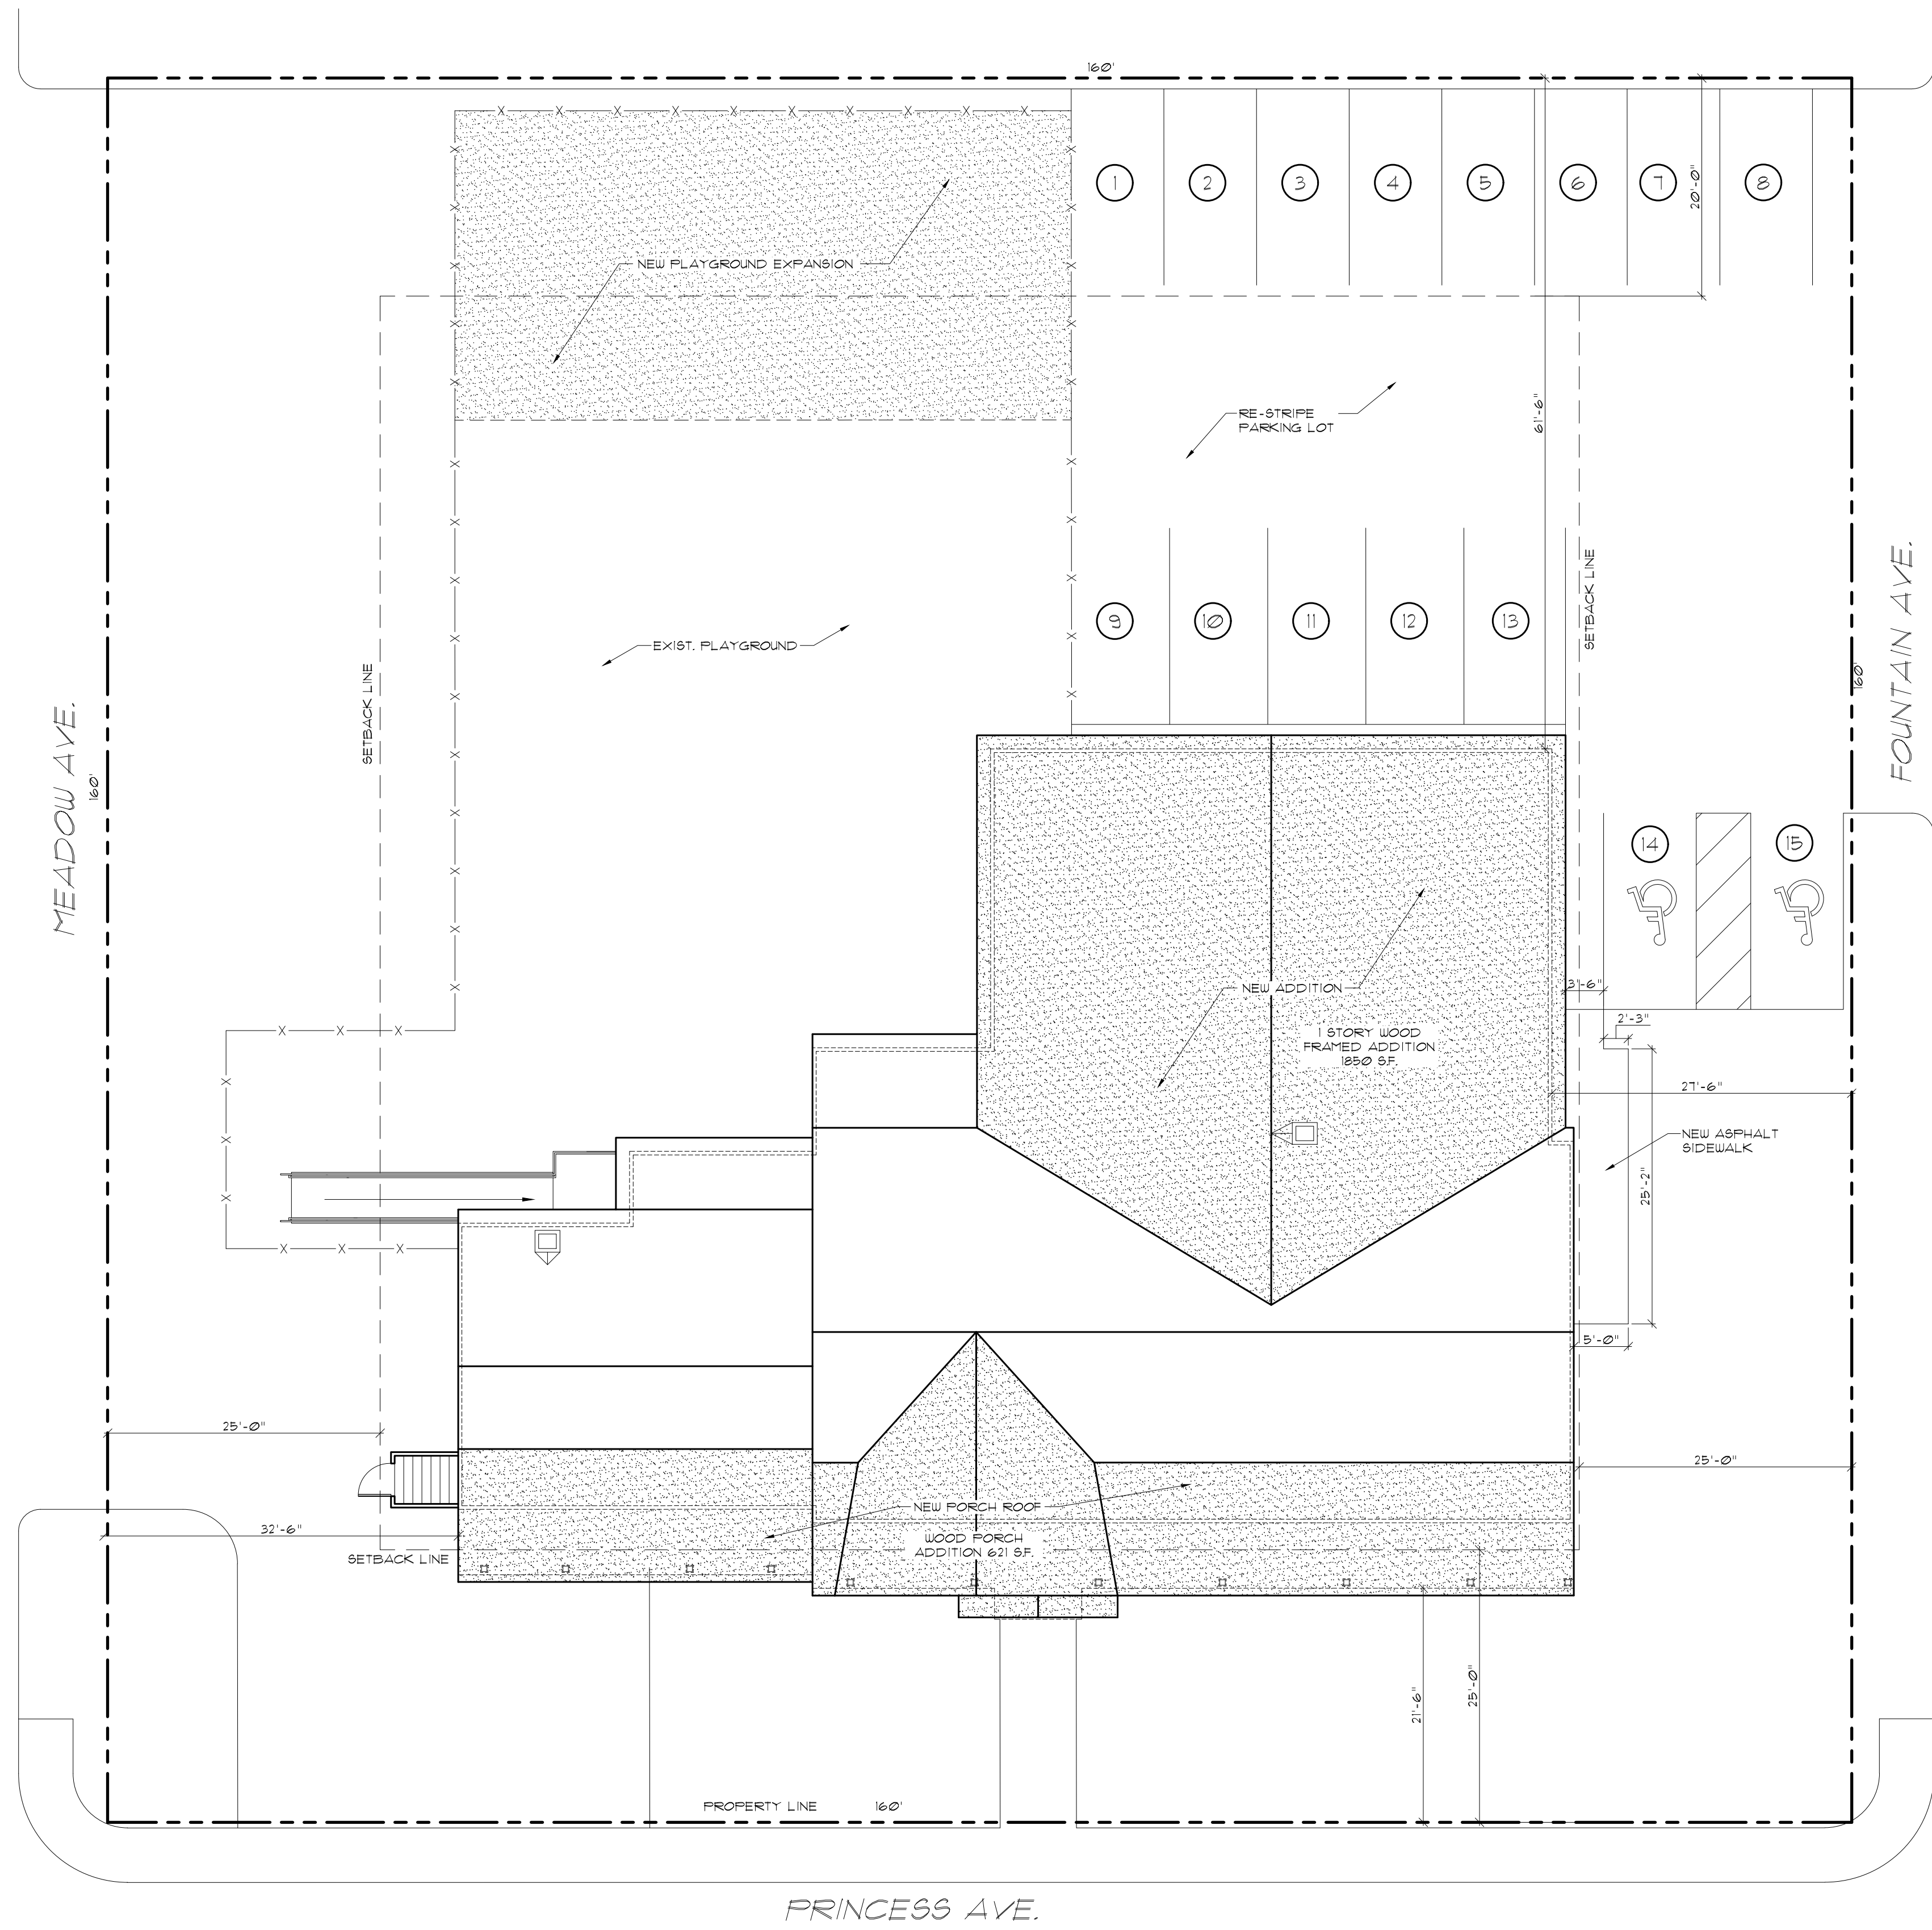 160'
1
2
3
4
5
6
7
8
20'-0"
NEW PLAYGROUND EXPANSION
61'-6"
RE-STRIPE
PARKING LOT
SETBACK LINE
FOUNTAIN AVE.
9
10
11
12
13
EXIST. PLAYGROUND
SETBACK LINE
160'
MEADOW AVE.
160'
14
15
3'-6"
NEW ADDITION
2'-3"
1 STORY WOOD
FRAMED ADDITION
1850 S.F.
27'-6"
NEW ASPHALT
SIDEWALK
25'-2"
5'-0"
25'-0"
25'-0"
NEW PORCH ROOF
32'-6"
WOOD PORCH
ADDITION 621 S.F.
SETBACK LINE
21'-6"
25'-0"
PROPERTY LINE 160'
PRINCESS AVE.